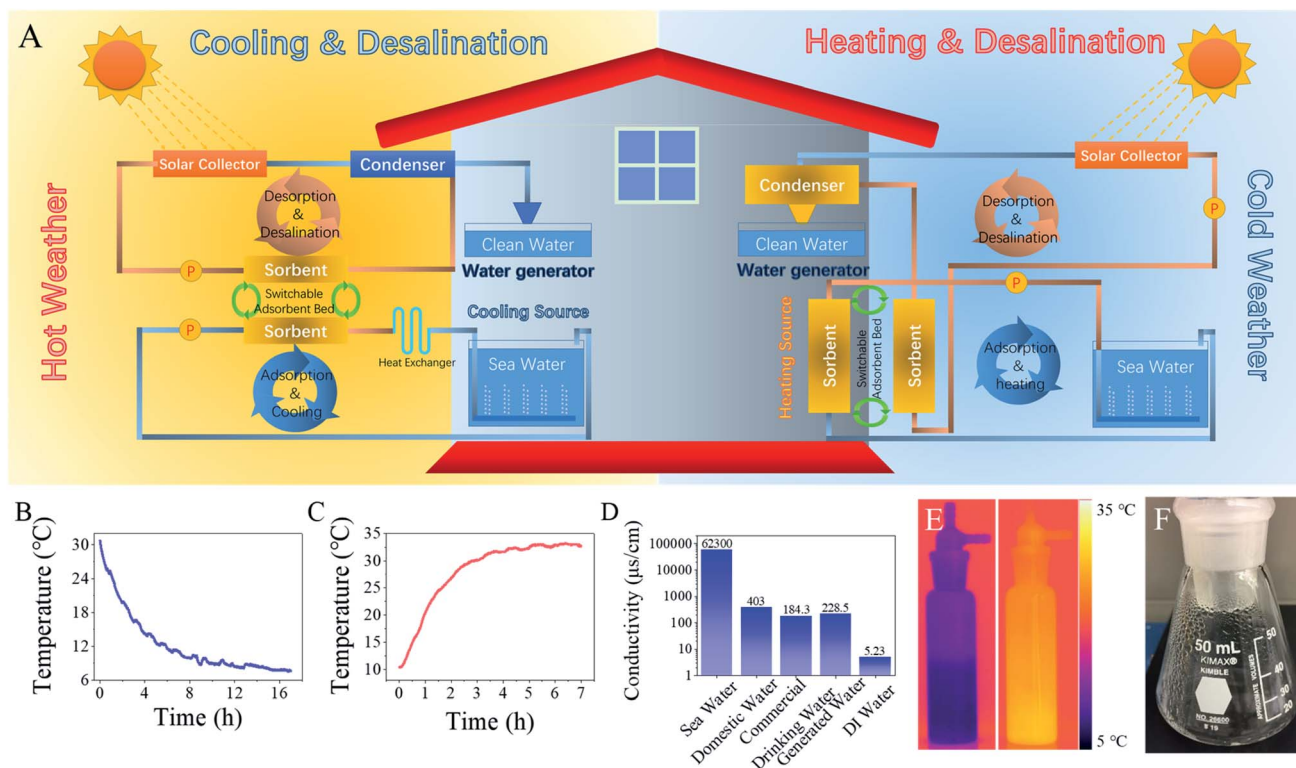 A
Cooling & Desalination
Heating & Desalination
Hot Weather
Cold Weather
Solar Collector
Condenser
Desorption
&
Desalination
Clean Water
Water generator
P
Sorbent
Switchable
Adsorbent Bed
P
Sorbent
Heat Exchanger
Adsorption
&
Cooling
Cooling Source
Sea Water
Solar Collector
Condenser
Clean Water
Water generator
Desorption
&
Desalination
P
P
Heating Source
Sorbent
Switchable
Adsorbent Bed
Sorbent
Adsorption
&
heating
Sea Water
B
Temperature (°C)
30
24
18
12
6
0
4
8
12
16
Time (h)
C
Temperature (°C)
35
30
25
20
15
10
0
1
2
3
4
5
6
7
Time (h)
D
Conductivity (μs/cm)
100000
10000
1000
100
10
1
62300
403
184.3
228.5
5.23
Sea Water
Domestic Water
Commercial
Drinking Water
Generated Water
DI Water
E
35 °C
5 °C
F
50 mL
KIMAX®
KIMBLE
NO. 26600
$ 19
APPROXIMATE VOLUMES
50
40
30
20